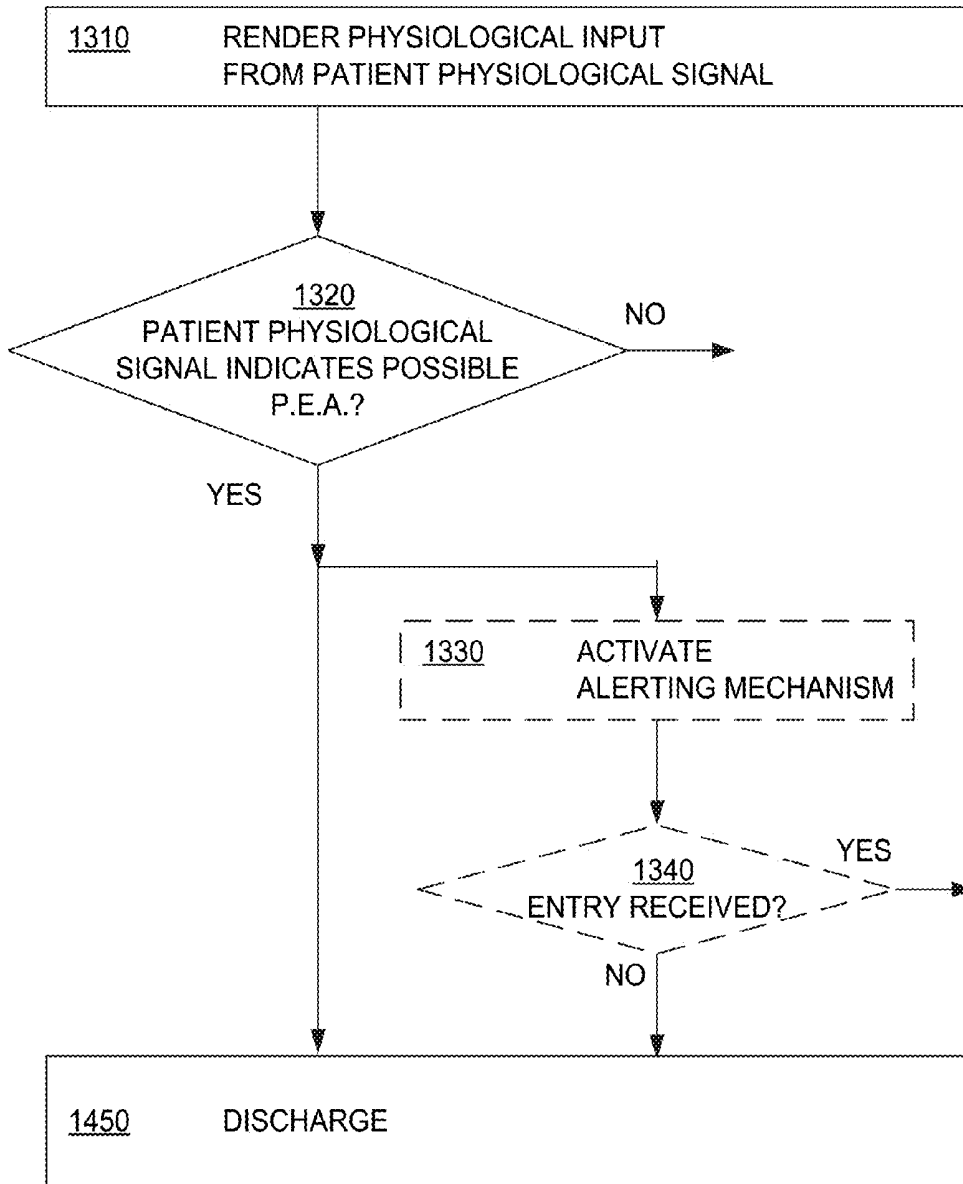 1310 RENDER PHYSIOLOGICAL INPUT
FROM PATIENT PHYSIOLOGICAL SIGNAL
1320
PATIENT PHYSIOLOGICAL
SIGNAL INDICATES POSSIBLE
P.E.A.?
NO
YES
1330 ACTIVATE
ALERTING MECHANISM
1340
ENTRY RECEIVED?
YES
NO
1450 DISCHARGE